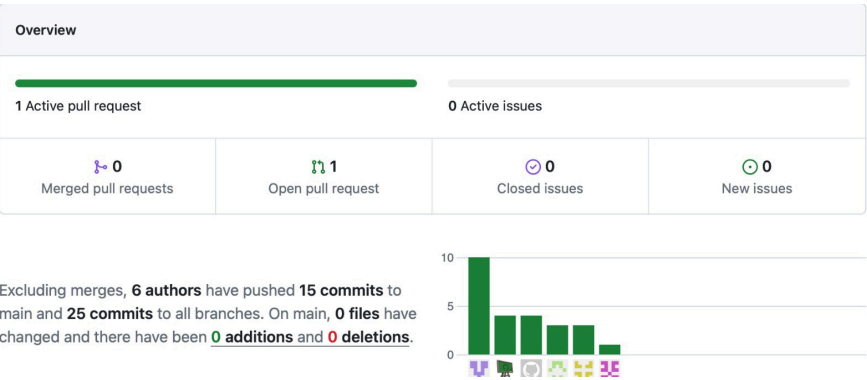 Overview
1 Active pull request
0 Active issues
0
Merged pull requests
1
Open pull request
0
Closed issues
0
New issues
Excluding merges, 6 authors have pushed 15 commits to
main and 25 commits to all branches. On main, 0 files have
changed and there have been 0 additions and 0 deletions.
10
5
0